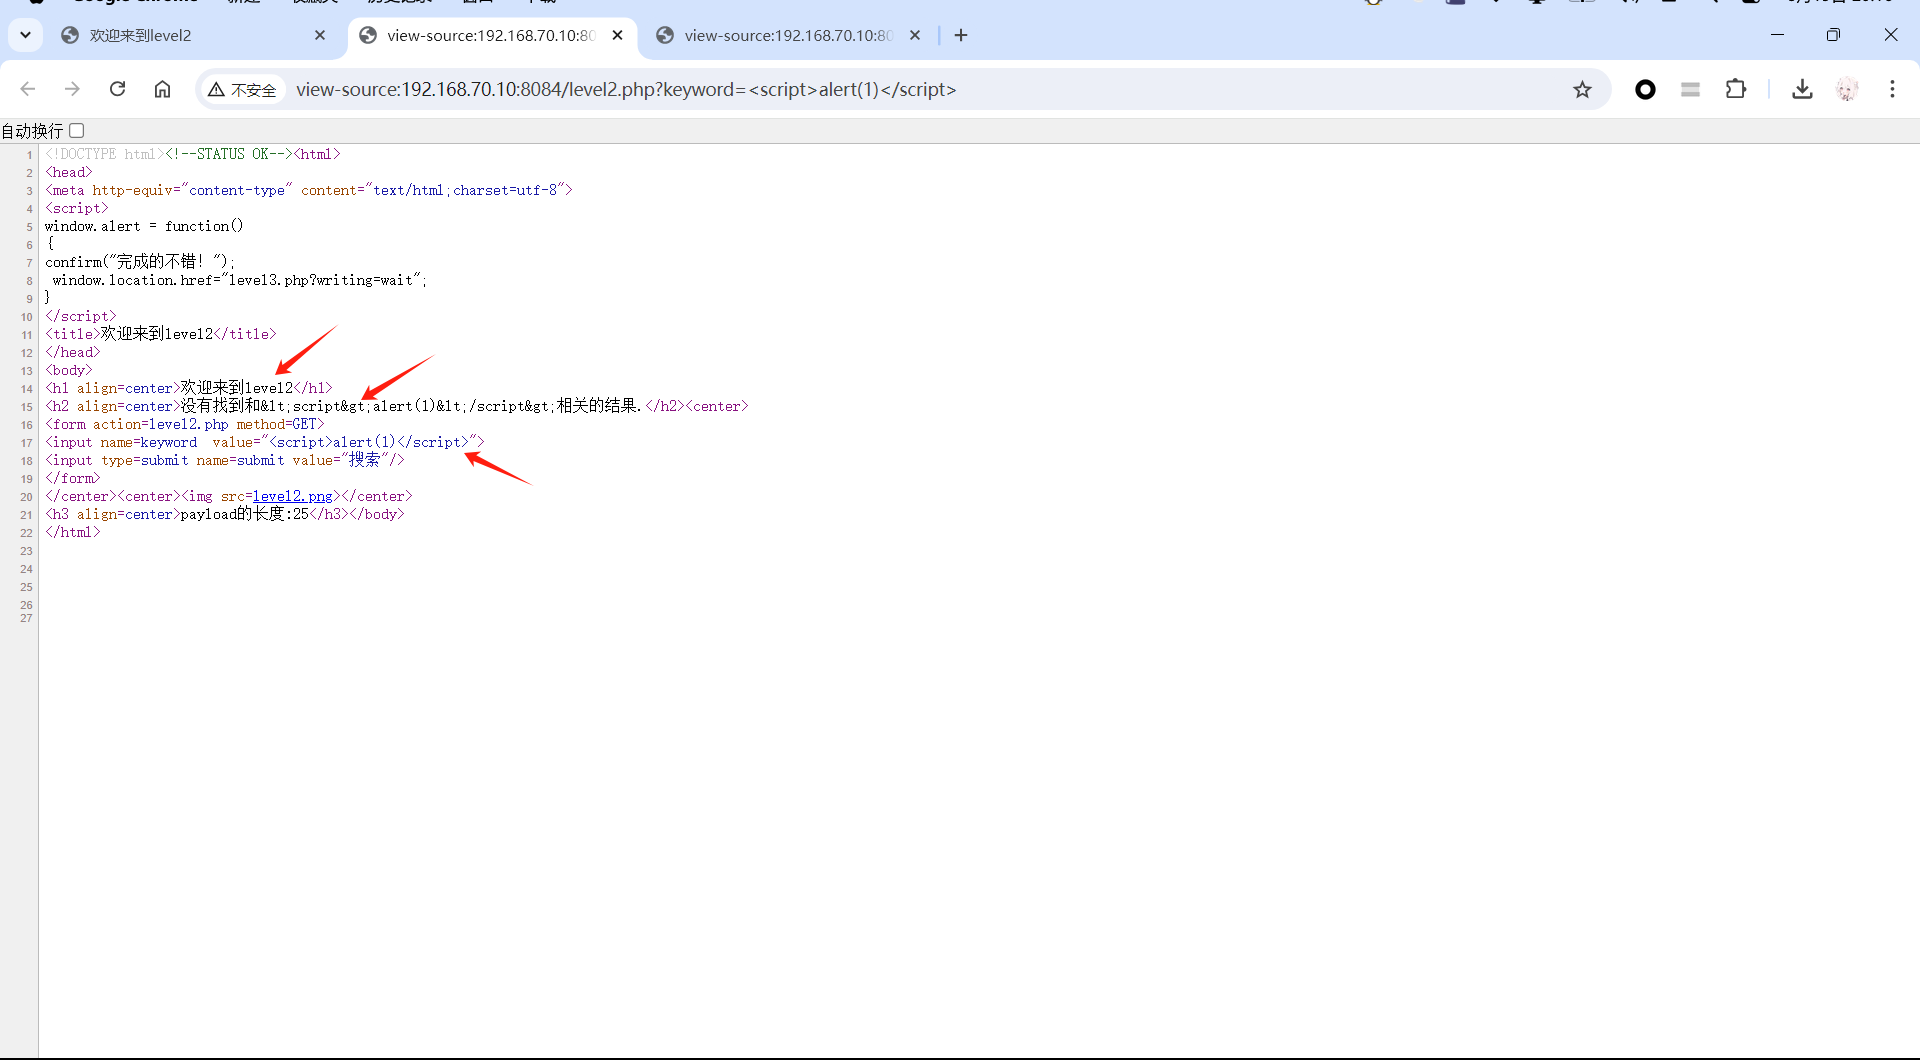 欢迎来到level2
view-source:192.168.70.10:80
view-source:192.168.70.10:80
不安全
view-source:192.168.70.10:8084/level2.php?keyword=<script>alert(1)</script>
自动换行
1 <!DOCTYPE html><!--STATUS OK--><html>
2 <head>
3 <meta http-equiv="content-type" content="text/html;charset=utf-8">
4 <script>
5 window.alert = function()
6 {
7 confirm("完成的不错！");
8 window.location.href="level3.php?writing=wait";
9 }
10 </script>
11 <title>欢迎来到level2</title>
12 </head>
13 <body>
14 <h1 align=center>欢迎来到level2</h1>
15 <h2 align=center>没有找到和&lt;script&gt;alert(1)&lt;/script&gt;相关的结果.</h2><center>
16 <form action=level2.php method=GET>
17 <input name=keyword  value="<script>alert(1)</script>">
18 <input type=submit name=submit value="搜索"/>
19 </form>
20 </center><center><img src=level2.png></center>
21 <h3 align=center>payload的长度:25</h3></body>
22 </html>
23
24
25
26
27